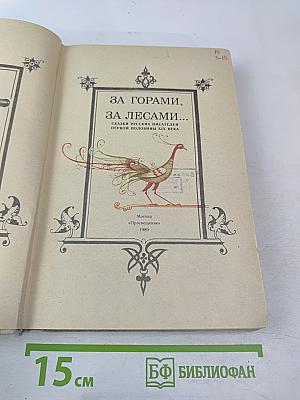 ЗА ГОРАМИ,
ЗА ЛЕСАМИ...
СКАЗКИ РУССКИХ ПИСАТЕЛЕЙ
ПЕРВОЙ ПОЛОВИНЫ XIX ВЕКА
Москва
«Просвещение»
1989
15 см
БФ БИБЛИОФАН